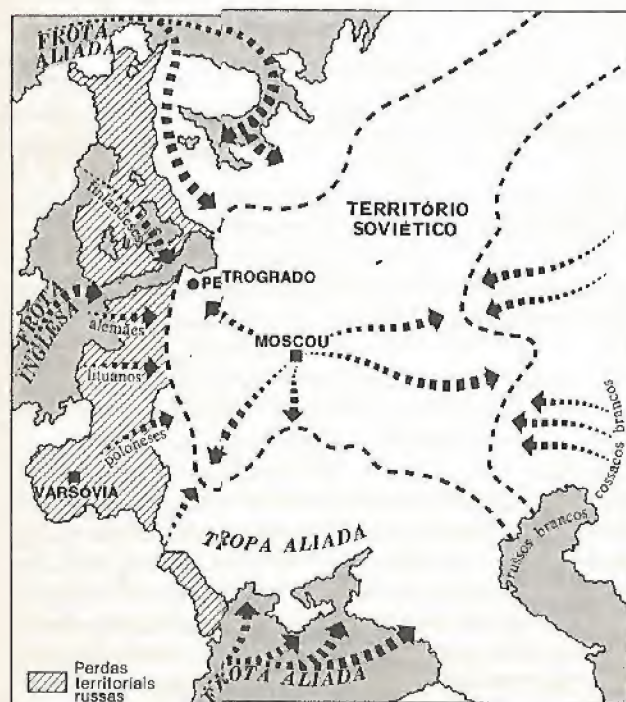 FROTA
ALIADA
TERRITÓRIO
SOVIÉTICO
finlandeses
PETROGRADO
FROTA
INGLESA
alemães
MOSCOU
lituanos
poloneses
VARSÓVIA
cossacos brancos
russos brancos
TROPA ALIADA
FROTA ALIADA
Perdas
territoriais
russas